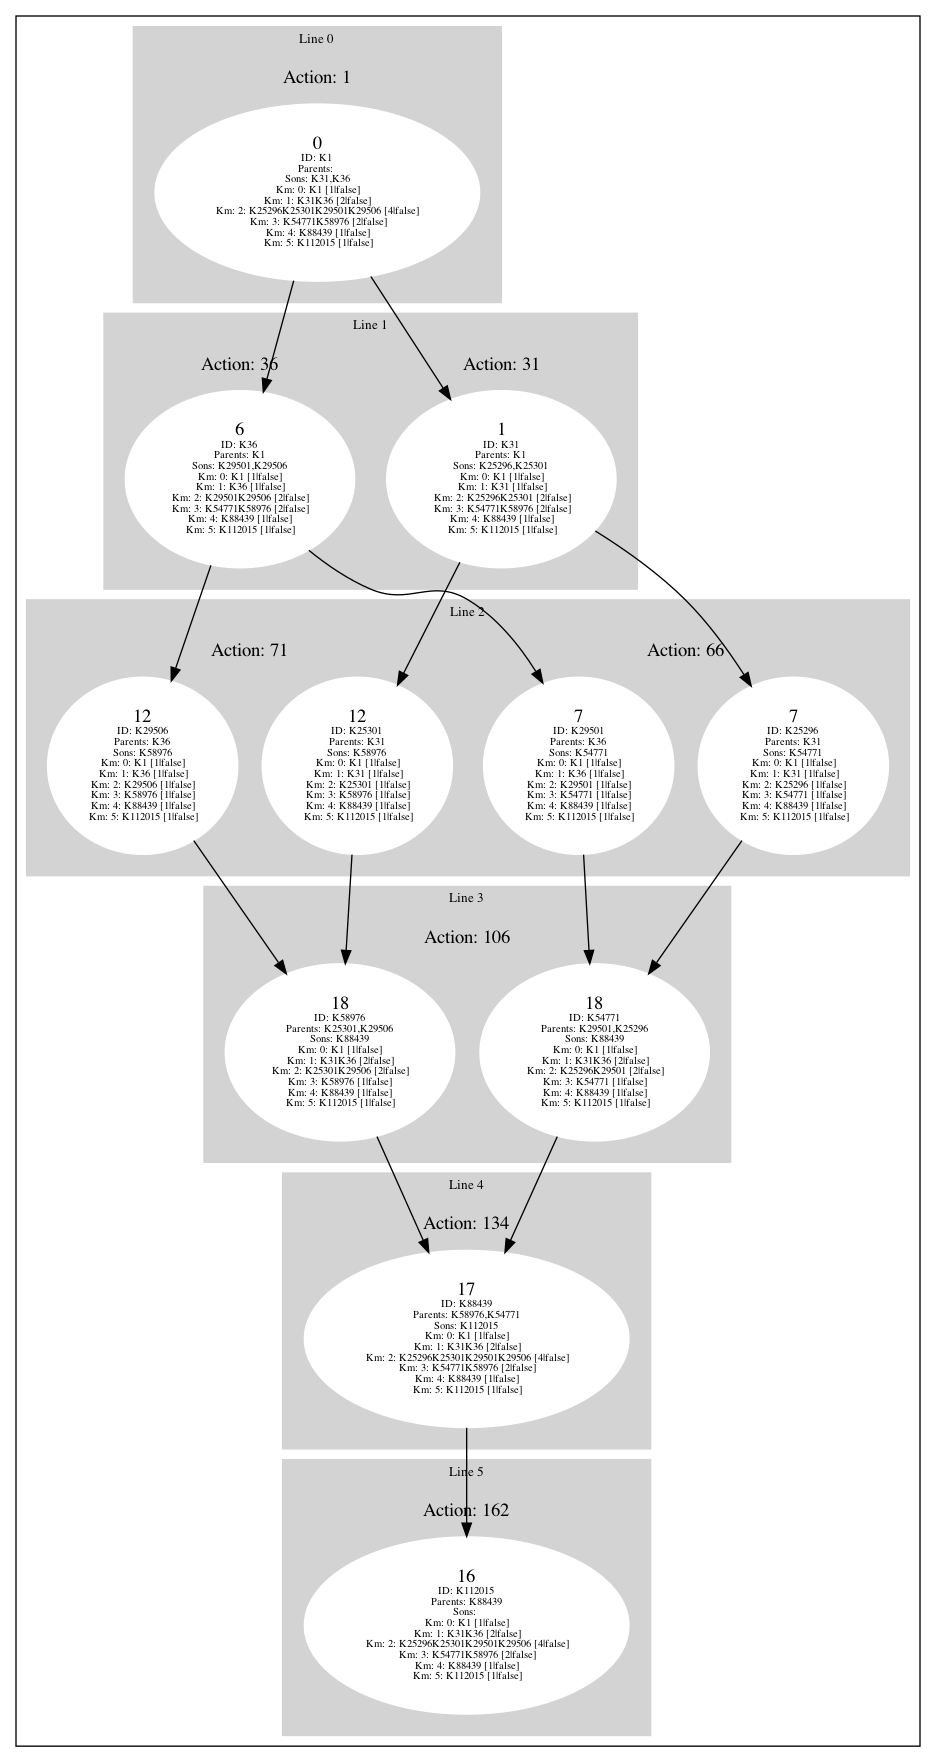 Line 0
Action: 1
0
ID: K1
Parents:
Sons: K31,K36
Km: 0: K1 [1|false]
Km: 1: K31K36 [2|false]
Km: 2: K25296K25301K29501K29506 [4|false]
Km: 3: K54771K58976 [2|false]
Km: 4: K88439 [1|false]
Km: 5: K112015 [1|false]
Line 1
Action: 36
6
ID: K36
Parents: K1
Sons: K29501,K29506
Km: 0: K1 [1|false]
Km: 1: K36 [1|false]
Km: 2: K29501K29506 [2|false]
Km: 3: K54771K58976 [2|false]
Km: 4: K88439 [1|false]
Km: 5: K112015 [1|false]
Action: 31
1
ID: K31
Parents: K1
Sons: K25296,K25301
Km: 0: K1 [1|false]
Km: 1: K31 [1|false]
Km: 2: K25296K25301 [2|false]
Km: 3: K54771K58976 [2|false]
Km: 4: K88439 [1|false]
Km: 5: K112015 [1|false]
Line 2
Action: 71
12
ID: K29506
Parents: K36
Sons: K58976
Km: 0: K1 [1|false]
Km: 1: K36 [1|false]
Km: 2: K29506 [1|false]
Km: 3: K58976 [1|false]
Km: 4: K88439 [1|false]
Km: 5: K112015 [1|false]
12
ID: K25301
Parents: K31
Sons: K58976
Km: 0: K1 [1|false]
Km: 1: K31 [1|false]
Km: 2: K25301 [1|false]
Km: 3: K58976 [1|false]
Km: 4: K88439 [1|false]
Km: 5: K112015 [1|false]
Action: 66
7
ID: K29501
Parents: K36
Sons: K54771
Km: 0: K1 [1|false]
Km: 1: K36 [1|false]
Km: 2: K29501 [1|false]
Km: 3: K54771 [1|false]
Km: 4: K88439 [1|false]
Km: 5: K112015 [1|false]
7
ID: K25296
Parents: K31
Sons: K54771
Km: 0: K1 [1|false]
Km: 1: K31 [1|false]
Km: 2: K25296 [1|false]
Km: 3: K54771 [1|false]
Km: 4: K88439 [1|false]
Km: 5: K112015 [1|false]
Line 3
Action: 106
18
ID: K58976
Parents: K25301,K29506
Sons: K88439
Km: 0: K1 [1|false]
Km: 1: K31K36 [2|false]
Km: 2: K25301K29506 [2|false]
Km: 3: K58976 [1|false]
Km: 4: K88439 [1|false]
Km: 5: K112015 [1|false]
18
ID: K54771
Parents: K29501,K25296
Sons: K88439
Km: 0: K1 [1|false]
Km: 1: K31K36 [2|false]
Km: 2: K25296K29501 [2|false]
Km: 3: K54771 [1|false]
Km: 4: K88439 [1|false]
Km: 5: K112015 [1|false]
Line 4
Action: 134
17
ID: K88439
Parents: K58976,K54771
Sons: K112015
Km: 0: K1 [1|false]
Km: 1: K31K36 [2|false]
Km: 2: K25296K25301K29501K29506 [4|false]
Km: 3: K54771K58976 [2|false]
Km: 4: K88439 [1|false]
Km: 5: K112015 [1|false]
Line 5
Action: 162
16
ID: K112015
Parents: K88439
Sons:
Km: 0: K1 [1|false]
Km: 1: K31K36 [2|false]
Km: 2: K25296K25301K29501K29506 [4|false]
Km: 3: K54771K58976 [2|false]
Km: 4: K88439 [1|false]
Km: 5: K112015 [1|false]